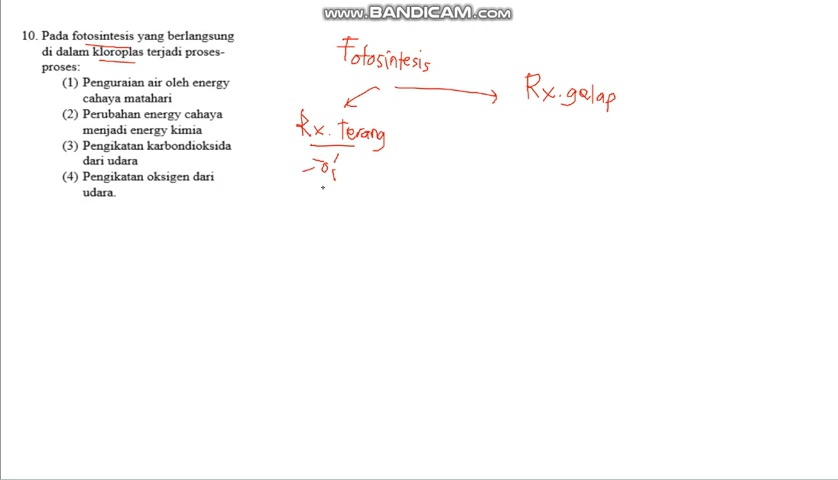 www.BANDICAM.com
10. Pada fotosintesis yang berlangsung
di dalam kloroplas terjadi proses-
proses:
(1) Penguraian air oleh energy
cahaya matahari
(2) Perubahan energy cahaya
menjadi energy kimia
(3) Pengikatan karbondioksida
dari udara
(4) Pengikatan oksigen dari
udara.
Fotosintesis
Rx. gelap
Rx. Terang